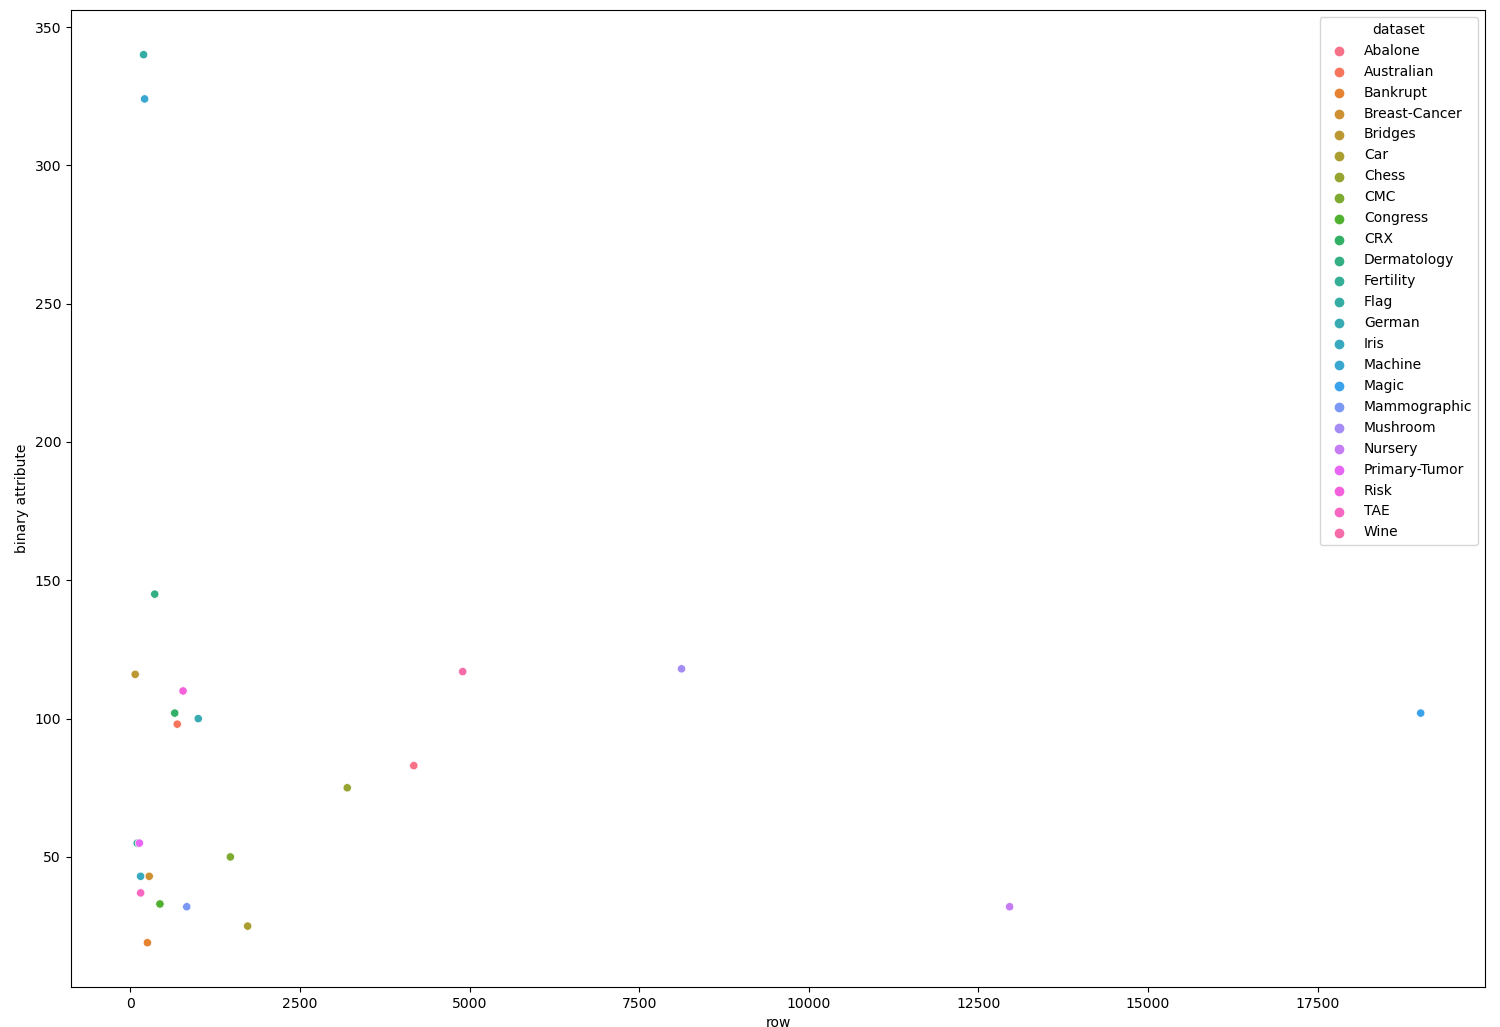 350
300
250
200
150
100
50
binary attribute
0
2500
5000
7500
10000
12500
15000
17500
row
dataset
Abalone
Australian
Bankrupt
Breast-Cancer
Bridges
Car
Chess
CMC
Congress
CRX
Dermatology
Fertility
Flag
German
Iris
Machine
Magic
Mammographic
Mushroom
Nursery
Primary-Tumor
Risk
TAE
Wine